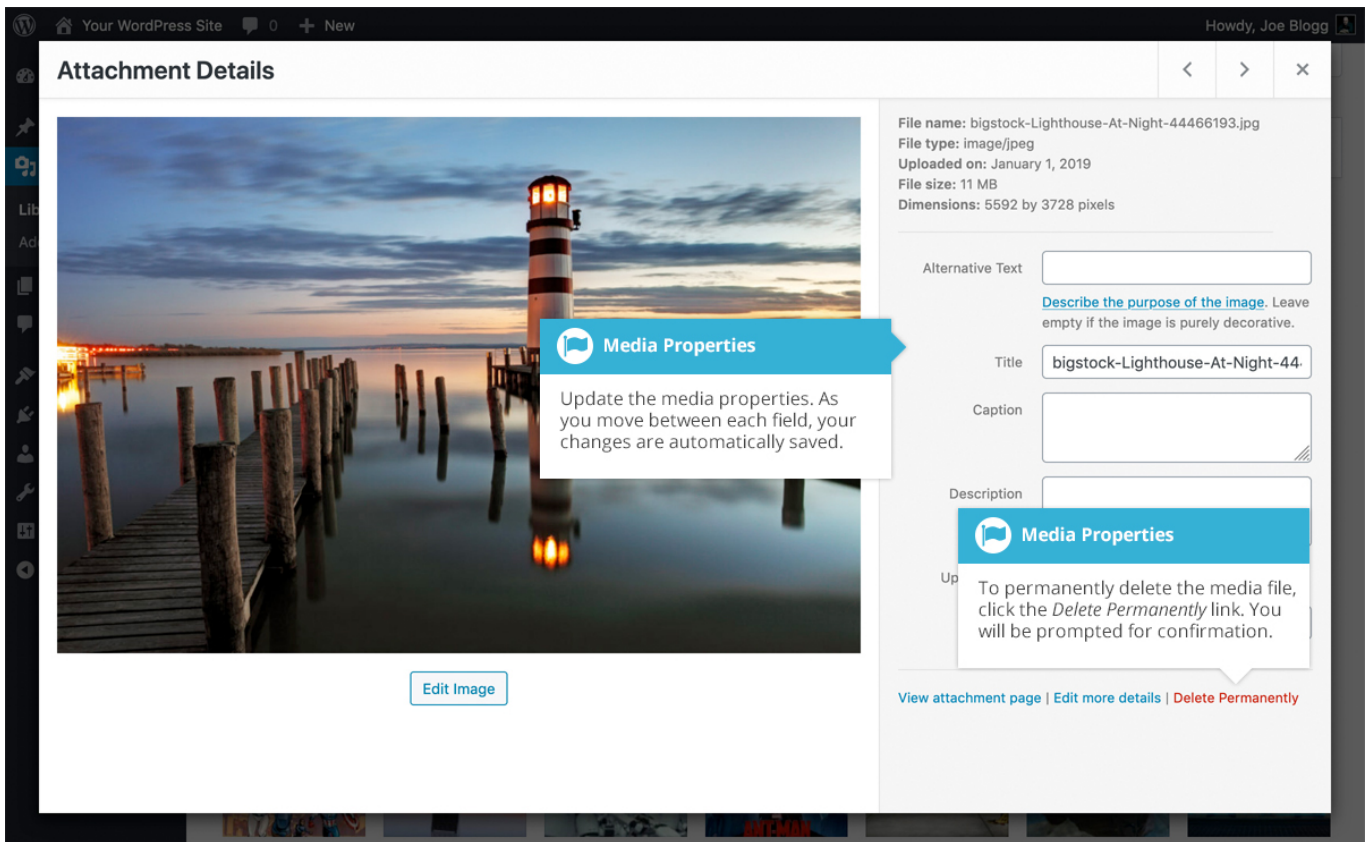 Your WordPress Site 0 + New
Howdy, Joe Blogg
Attachment Details
File name: bigstock-Lighthouse-At-Night-44466193.jpg
File type: image/jpeg
Uploaded on: January 1, 2019
File size: 11 MB
Dimensions: 5592 by 3728 pixels
Alternative Text
Describe the purpose of the image. Leave
empty if the image is purely decorative.
Title bigstock-Lighthouse-At-Night-44
Caption
Description
Media Properties
Update the media properties. As
you move between each field, your
changes are automatically saved.
Media Properties
To permanently delete the media file,
click the Delete Permanently link. You
will be prompted for confirmation.
Edit Image
View attachment page | Edit more details | Delete Permanently
ANT-MAN